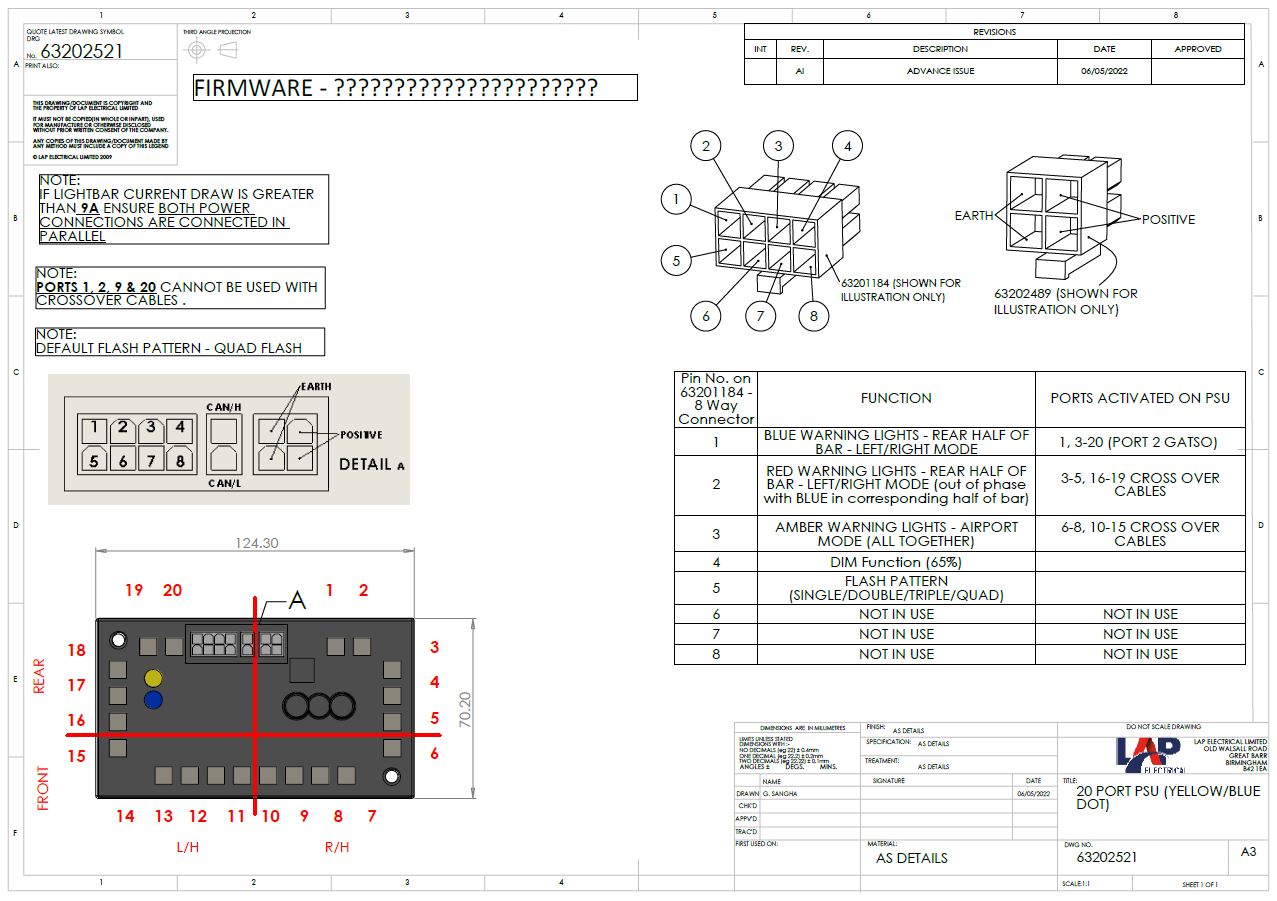 1 2 3 4 5 6 7 8
QUOTE LATEST DRAWING SYMBOL
DRG
No. 63202521
PRINT ALSO:
THIRD ANGLE PROJECTION
THIS DRAWING/DOCUMENT IS COPYRIGHT AND
THE PROPERTY OF LAP ELECTRICAL LIMITED
IT MUST NOT BE COPIED(IN WHOLE OR INPART), USED
FOR MANUFACTURE OR OTHERWISE DISCLOSED
WITHOUT PRIOR WRITTEN CONSENT OF THE COMPANY.
ANY COPIES OF THIS DRAWING/DOCUMENT MADE BY
ANY METHOD MUST INCLUDE A COPY OF THIS LEGEND
© LAP ELECTRICAL LIMITED 2009
FIRMWARE - ??????????????????????
REVISIONS
INT REV. DESCRIPTION DATE APPROVED
AI ADVANCE ISSUE 06/05/2022
A
B
C
D
E
F
A
B
C
D
E
F
NOTE:
IF LIGHTBAR CURRENT DRAW IS GREATER
THAN 9A ENSURE BOTH POWER
CONNECTIONS ARE CONNECTED IN
PARALLEL
NOTE:
PORTS 1, 2, 9 & 20 CANNOT BE USED WITH
CROSSOVER CABLES .
NOTE:
DEFAULT FLASH PATTERN - QUAD FLASH
2 3 4
1
5
6 7 8
63201184 (SHOWN FOR
ILLUSTRATION ONLY)
EARTH
POSITIVE
63202489 (SHOWN FOR
ILLUSTRATION ONLY)
EARTH
CAN/H
1 2 3 4
POSITIVE
5 6 7 8
DETAIL A
CAN/L
Pin No. on
63201184 -
8 Way
Connector
FUNCTION
PORTS ACTIVATED ON PSU
1 BLUE WARNING LIGHTS - REAR HALF OF
BAR - LEFT/RIGHT MODE
1, 3-20 (PORT 2 GATSO)
2 RED WARNING LIGHTS - REAR HALF OF
BAR - LEFT/RIGHT MODE (out of phase
with BLUE in corresponding half of bar)
3-5, 16-19 CROSS OVER
CABLES
3 AMBER WARNING LIGHTS - AIRPORT
MODE (ALL TOGETHER)
6-8, 10-15 CROSS OVER
CABLES
4 DIM Function (65%)
5 FLASH PATTERN
(SINGLE/DOUBLE/TRIPLE/QUAD)
6 NOT IN USE NOT IN USE
7 NOT IN USE NOT IN USE
8 NOT IN USE NOT IN USE
124.30
19 20 1 2
A
18 3
17 4
16 5
15 6
14 13 12 11 10 9 8 7
L/H R/H
REAR
FRONT
70.20
DIMENSIONS ARE IN MILLIMETRES
LIMITS UNLESS STATED
DIMENSIONS WITH :-
NO DECIMALS (eg 22) ± 0.4mm
ONE DECIMAL (eg 22.2) ± 0.2mm
TWO DECIMALS (eg 22.22) ± 0.1mm
ANGLES ± DEGS. MINS.
FINISH: AS DETAILS
SPECIFICATION: AS DETAILS
TREATMENT:
AS DETAILS
DO NOT SCALE DRAWING
LAP
ELECTRICAL
LAP ELECTRICAL LIMITED
OLD WALSALL ROAD
GREAT BARR
BIRMINGHAM
B42 1EA
NAME SIGNATURE DATE
DRAWN G. SANGHA 06/05/2022
CHK'D
APPV'D
TRAC'D
TITLE:
20 PORT PSU (YELLOW/BLUE
DOT)
FIRST USED ON:
MATERIAL:
AS DETAILS
DWG NO.
63202521
A3
SCALE:1:1
SHEET 1 OF 1
1 2 3 4